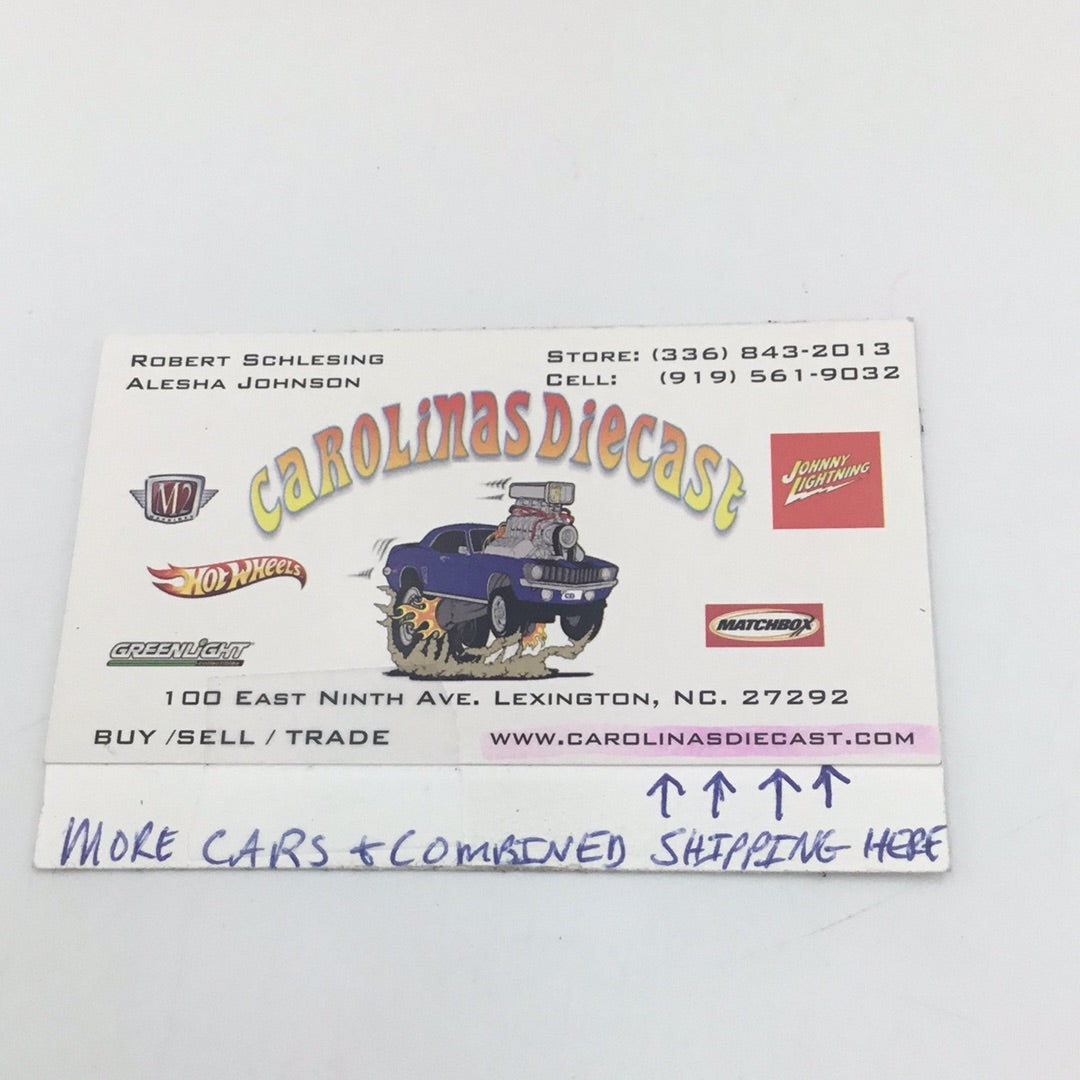 ROBERT SCHLESING
ALESHA JOHNSON
STORE: (336) 843-2013
CELL: (919) 561-9032
CAROLINAS DIECAST
M2
JOHNNY
LIGHTNING
HOT WHEELS
CD
MATCHBOX
GREENLIGHT
100 EAST NINTH AVE. LEXINGTON, NC. 27292
BUY /SELL / TRADE
WWW.CAROLINASDIECAST.COM
MORE CARS + COMBINED SHIPPING HERE